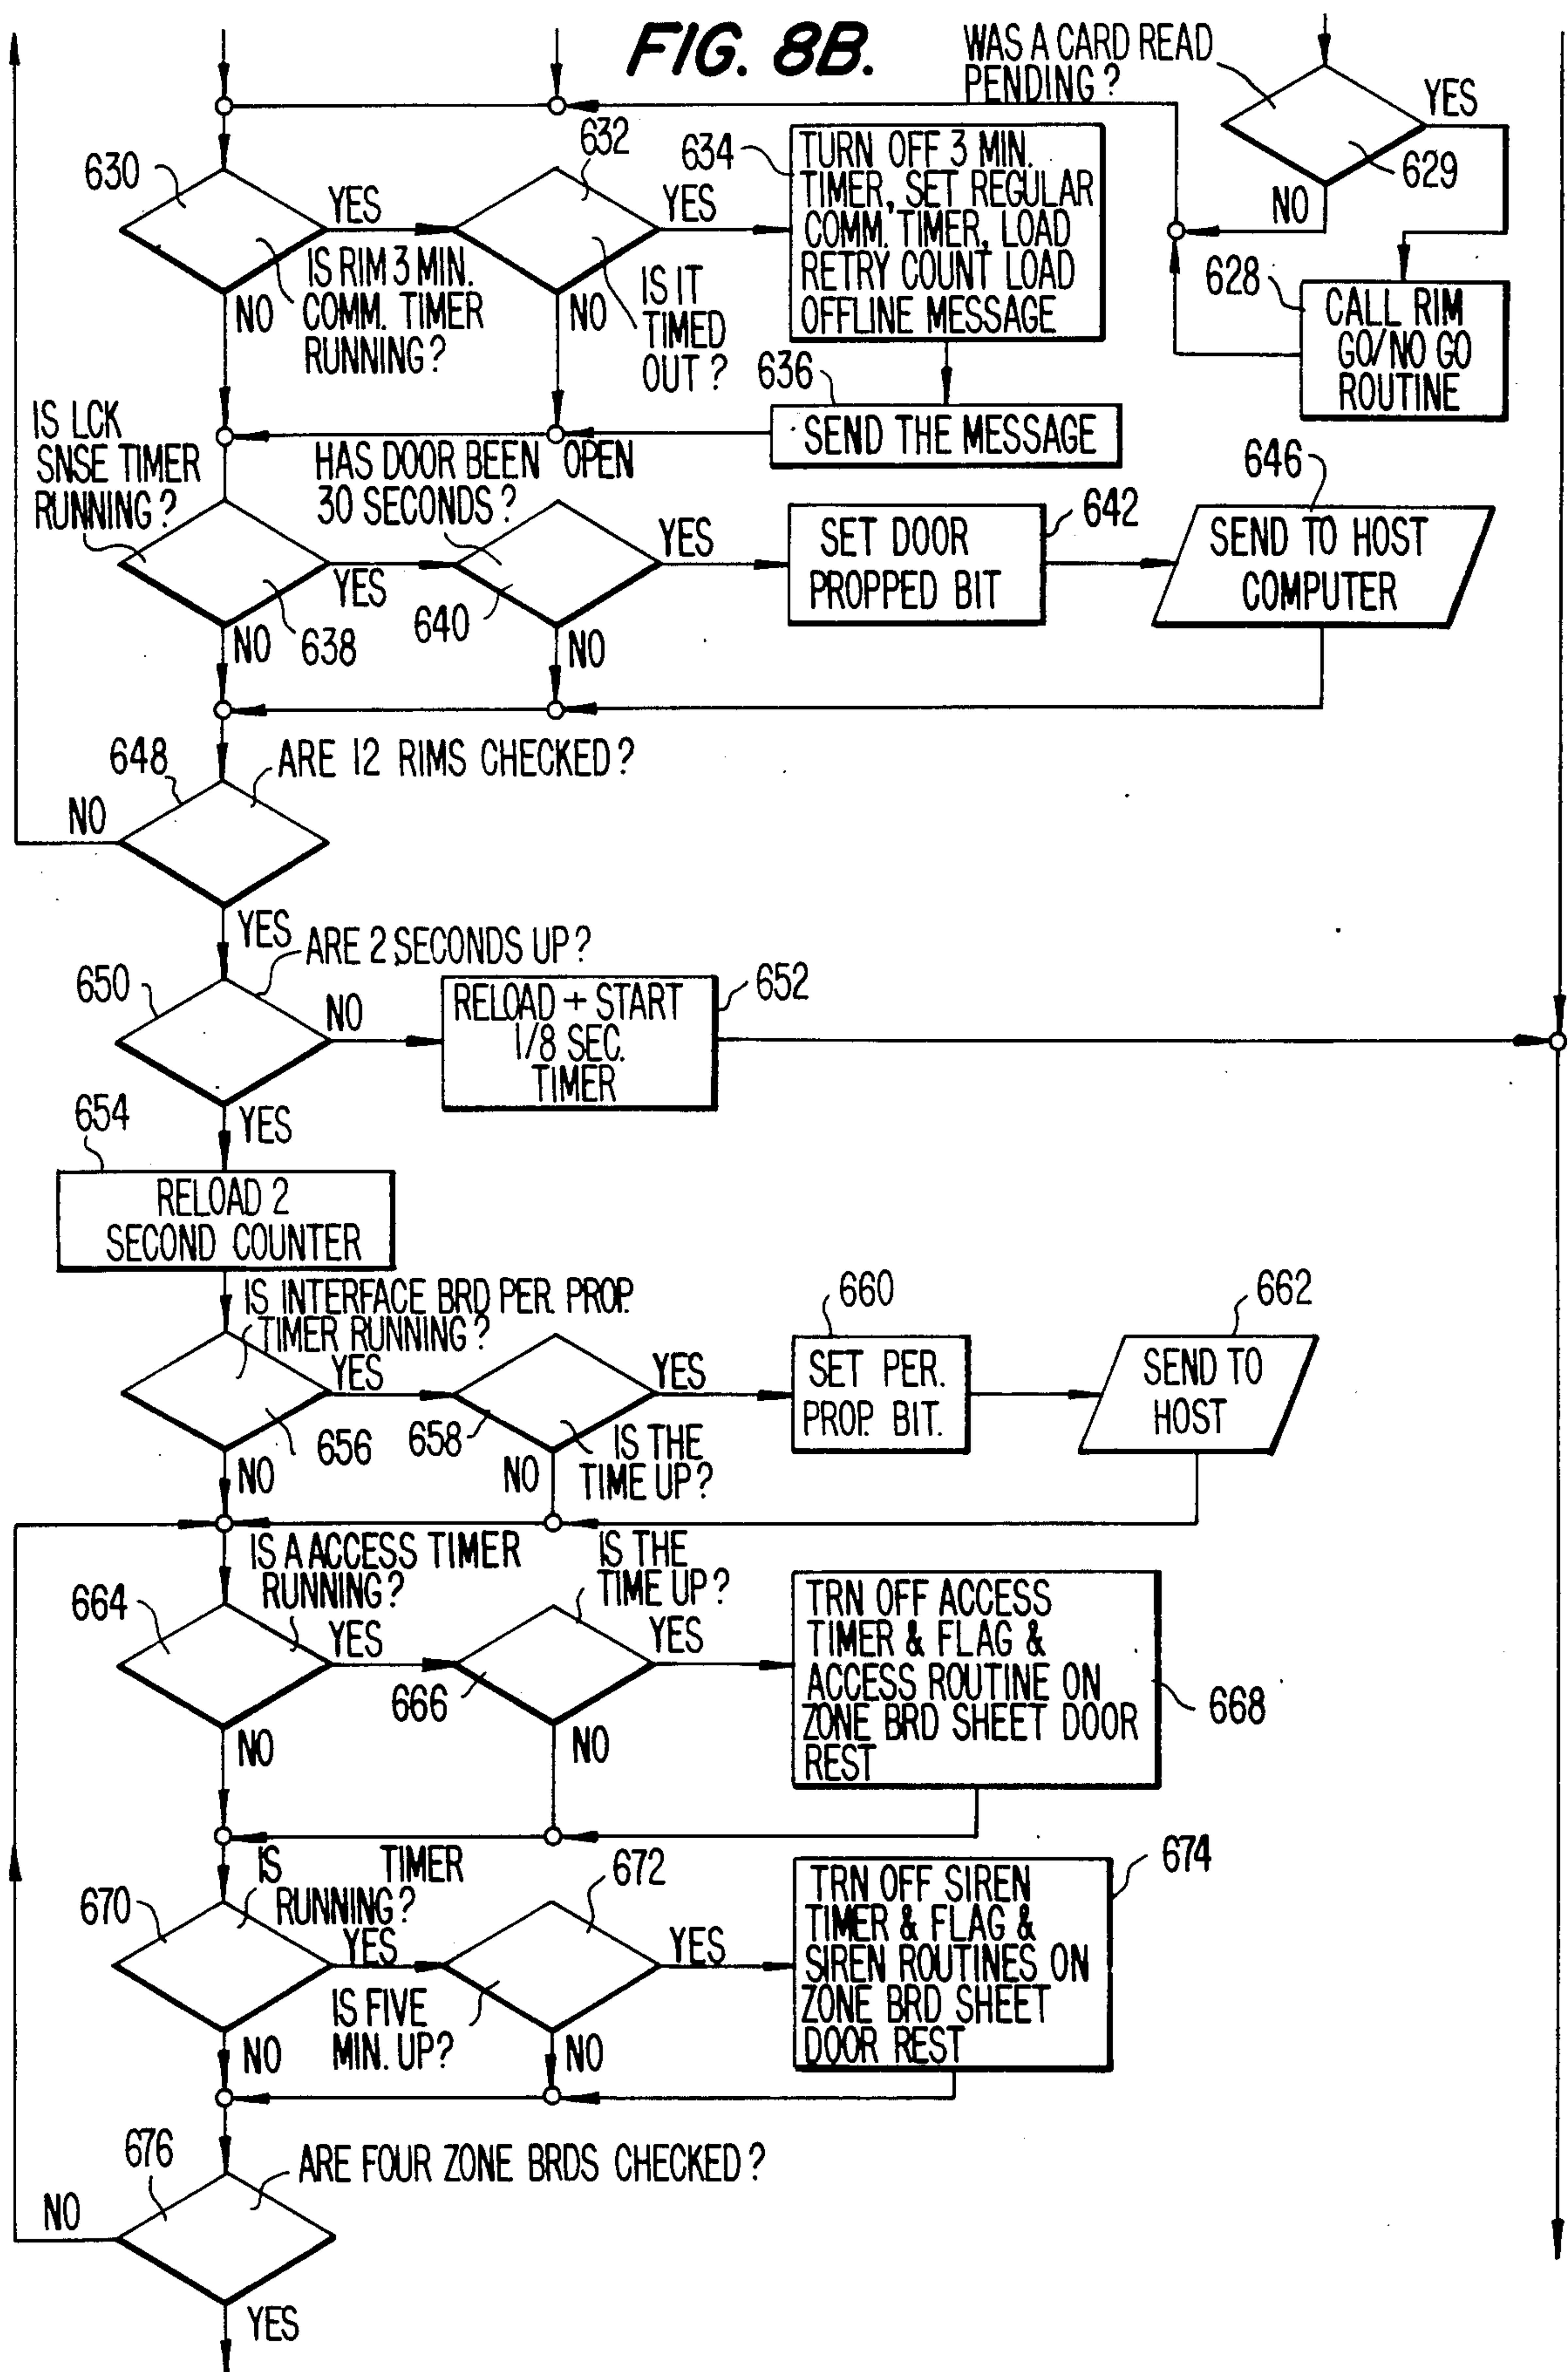 FIG. 8B.
WAS A CARD READ
PENDING?
YES
629
NO
628
CALL RIM
GO/NO GO
ROUTINE
630
YES
IS RIM 3 MIN.
COMM. TIMER
RUNNING?
NO
632
YES
IS IT
TIMED
OUT?
NO
634
TURN OFF 3 MIN.
TIMER, SET REGULAR
COMM. TIMER, LOAD
RETRY COUNT LOAD
OFFLINE MESSAGE
636
SEND THE MESSAGE
IS LCK
SNSE TIMER
RUNNING?
YES
NO
638
HAS DOOR BEEN OPEN
30 SECONDS?
640
YES
NO
SET DOOR
PROPPED BIT
642
646
SEND TO HOST
COMPUTER
648
ARE 12 RIMS CHECKED?
NO
YES
ARE 2 SECONDS UP?
650
NO
RELOAD + START
1/8 SEC.
TIMER
652
YES
654
RELOAD 2
SECOND COUNTER
IS INTERFACE BRD PER. PROP.
TIMER RUNNING?
YES
656
NO
658
YES
IS THE
TIME UP?
NO
660
SET PER.
PROP. BIT.
662
SEND TO
HOST
IS A ACCESS TIMER
RUNNING?
664
YES
NO
IS THE
TIME UP?
666
YES
NO
TRN OFF ACCESS
TIMER & FLAG &
ACCESS ROUTINE ON
ZONE BRD SHEET DOOR
REST
668
IS TIMER
RUNNING?
670
YES
NO
672
YES
IS FIVE
MIN. UP?
NO
TRN OFF SIREN
TIMER & FLAG &
SIREN ROUTINES ON
ZONE BRD SHEET
DOOR REST
674
676
ARE FOUR ZONE BRDS CHECKED?
NO
YES